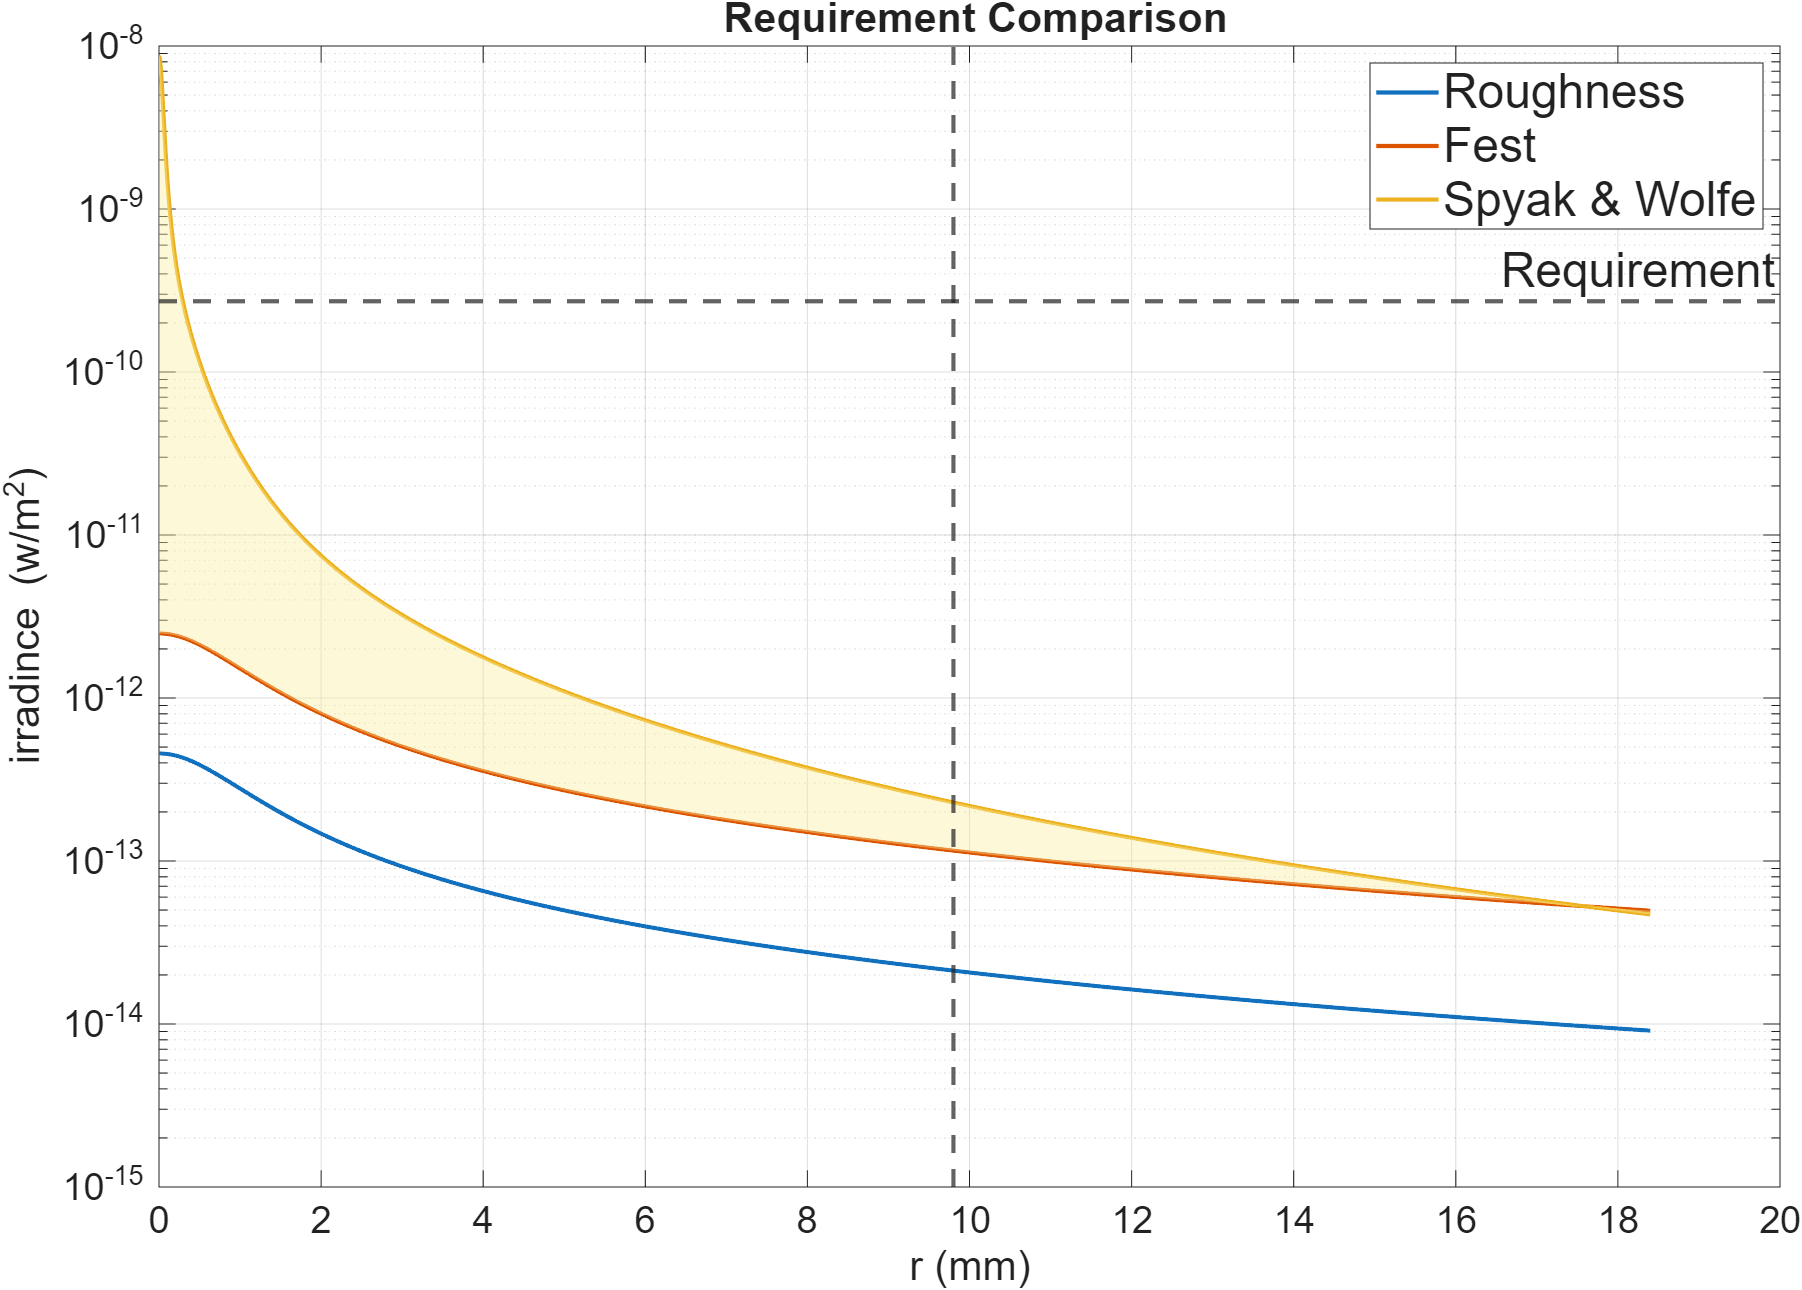 Requirement Comparison
10^-8
10^-9
10^-10
10^-11
10^-12
10^-13
10^-14
10^-15
irradince (w/m^2)
Roughness
Fest
Spyak & Wolfe
Requirement
0 2 4 6 8 10 12 14 16 18 20
r (mm)